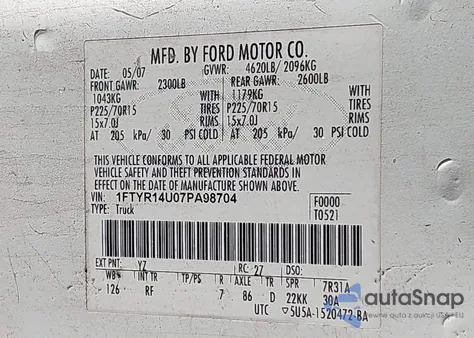 MFD. BY FORD MOTOR CO.
DATE: 05/07 GVWR: 4620LB/ 2096KG
FRONT GAWR: 2300LB REAR GAWR: 2600LB
1043KG WITH 1179KG WITH
P225/70R15 TIRES P225/70R15 TIRES
15x7.0J RIMS 15x7.0J RIMS
AT 205 kPa/ 30 PSI COLD AT 205 kPa/ 30 PSI COLD
THIS VEHICLE CONFORMS TO ALL APPLICABLE FEDERAL MOTOR
VEHICLE SAFETY AND THEFT PREVENTION STANDARDS IN
EFFECT ON THE DATE OF MANUFACTURE SHOWN ABOVE.
VIN: 1FTYR14U07PA98704 F0000
TYPE: Truck T0521
EXT PNT: Y7 RC: 27 DSO:
WB INT TR TP/PS R AXLE TR SPR 7R31A
126 RF 7 86 D 22KK 30A
UTC 5U5A-1520472-BA
autoSnap